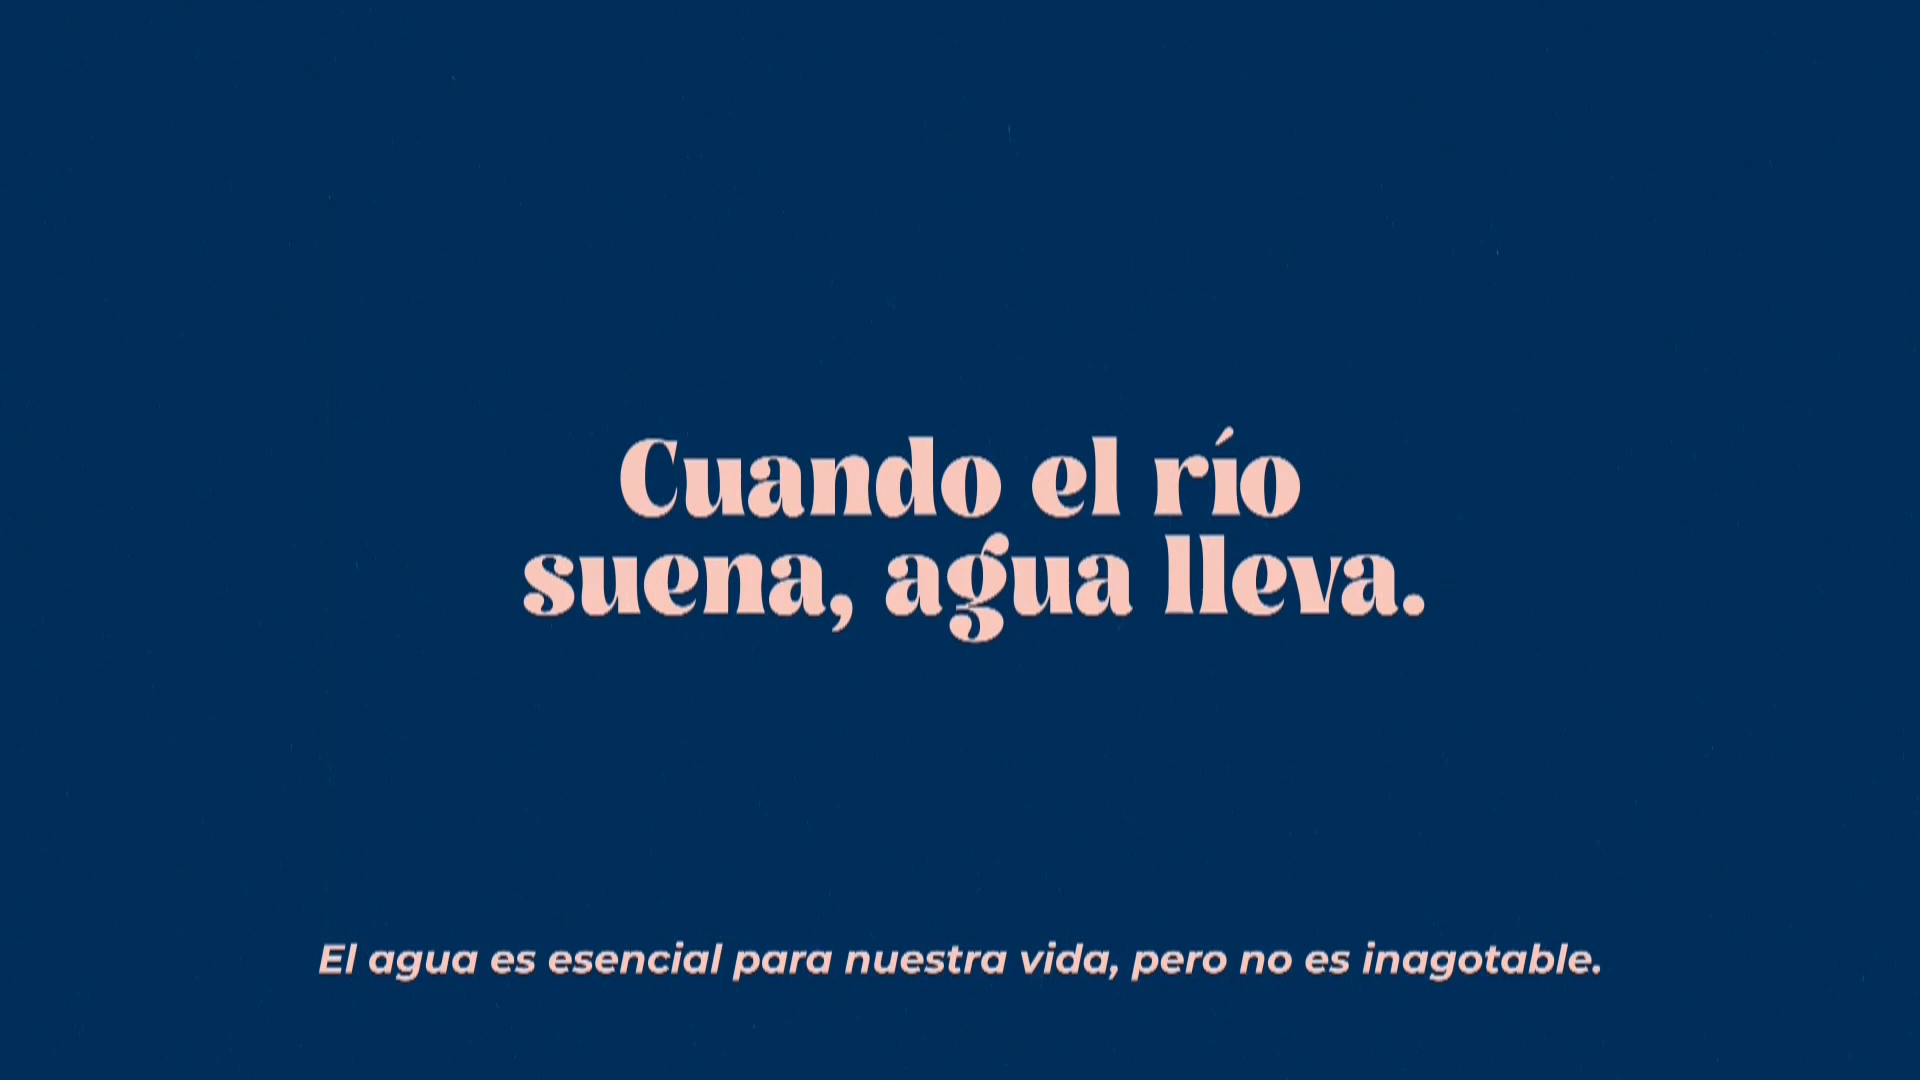 Cuando el río
suena, agua lleva.
El agua es esencial para nuestra vida, pero no es inagotable.